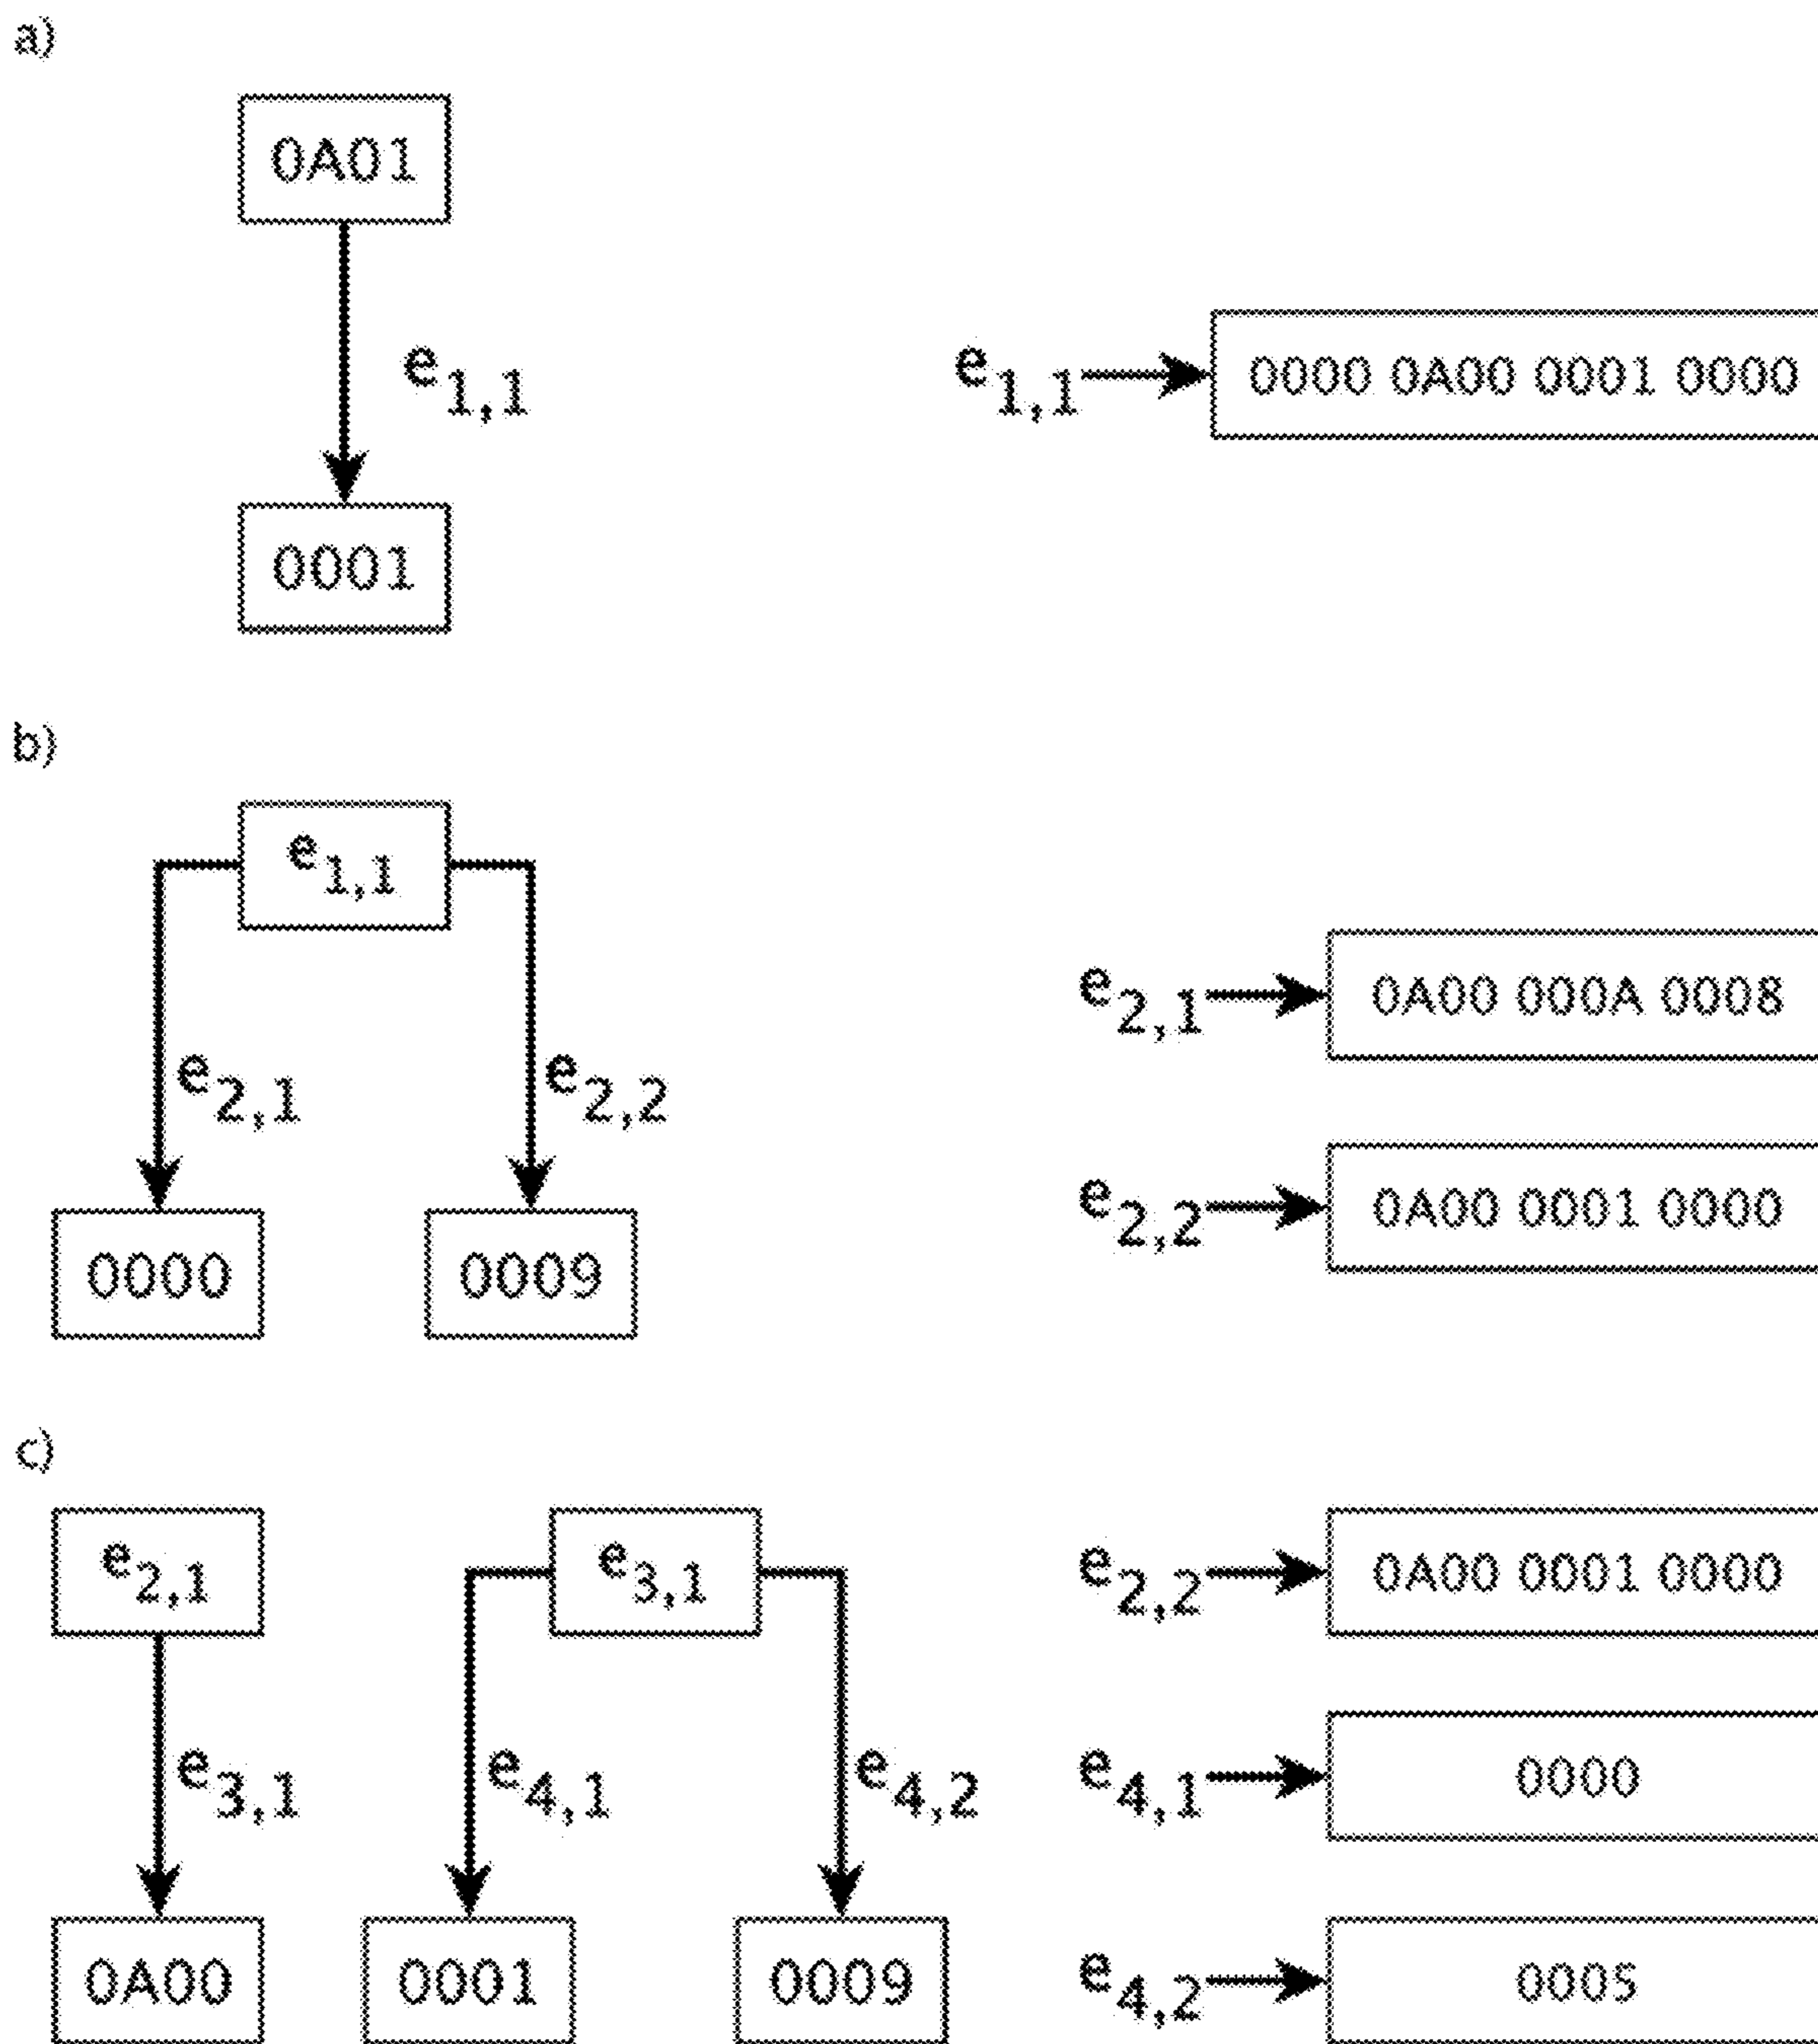 a)
0A01
e1,1
e1,1
0000 0A00 0001 0000
0001
b)
e1,1
e2,1
0A00 000A 0008
e2,1
e2,2
e2,2
0A00 0001 0000
0000
0009
c)
e2,1
e3,1
e2,2
0A00 0001 0000
e3,1
e4,1
e4,2
e4,1
0000
0A00
0001
0009
e4,2
0005